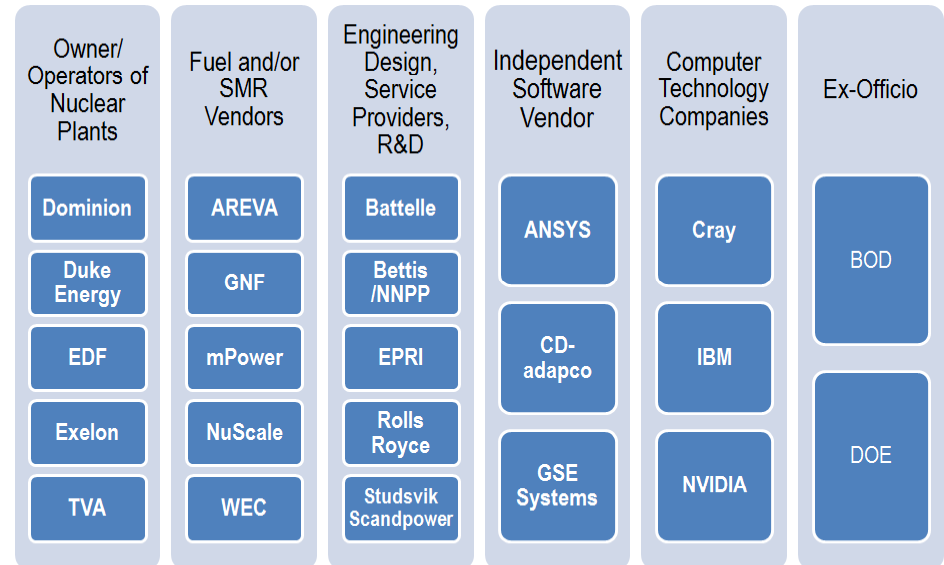 Owner/
Operators of
Nuclear
Plants
Dominion
Duke
Energy
EDF
Exelon
TVA
Fuel and/or
SMR
Vendors
AREVA
GNF
mPower
NuScale
WEC
Engineering
Design,
Service
Providers,
R&D
Battelle
Bettis
/NNPP
EPRI
Rolls
Royce
Studsvik
Scandpower
Independent
Software
Vendor
ANSYS
CD-
adapco
GSE
Systems
Computer
Technology
Companies
Cray
IBM
NVIDIA
Ex-Officio
BOD
DOE